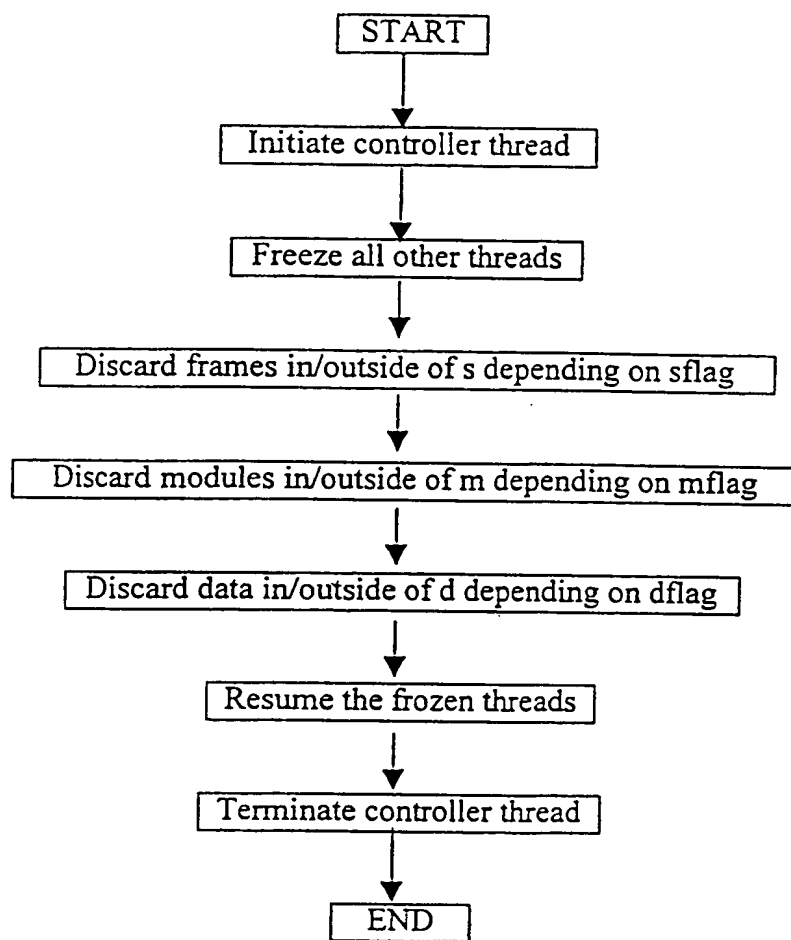 START
Initiate controller thread
Freeze all other threads
Discard frames in/outside of s depending on sflag
Discard modules in/outside of m depending on mflag
Discard data in/outside of d depending on dflag
Resume the frozen threads
Terminate controller thread
END